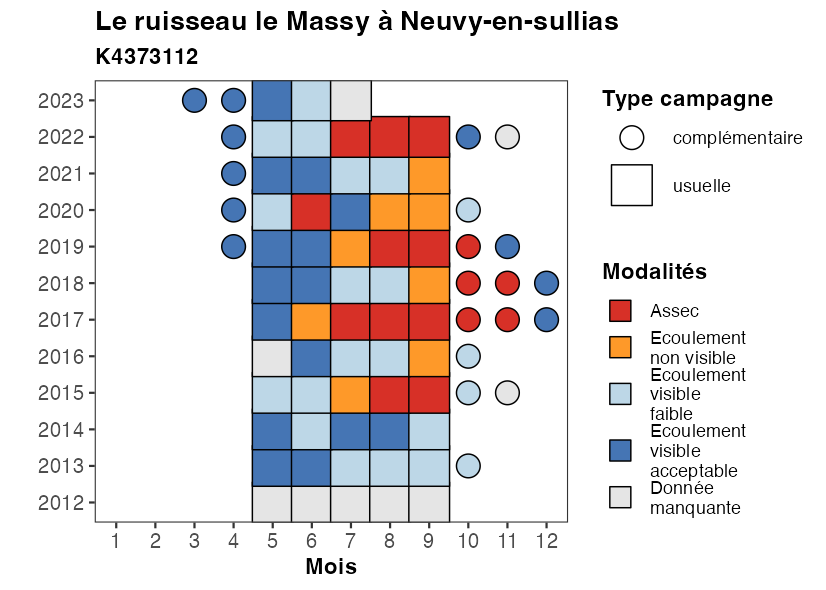 Le ruisseau le Massy à Neuvy-en-sullias
K4373112
2023
2022
2021
2020
2019
2018
2017
2016
2015
2014
2013
2012
1 2 3 4 5 6 7 8 9 10 11 12
Mois
Type campagne
complémentaire
usuelle
Modalités
Assec
Ecoulement
non visible
Ecoulement
visible
faible
Ecoulement
visible
acceptable
Donnée
manquante